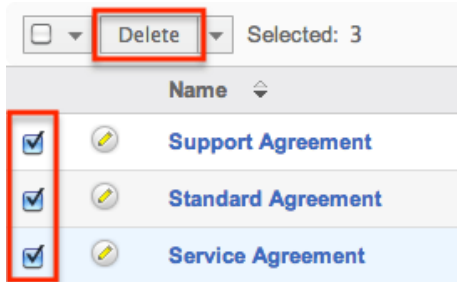 Delete Selected: 3
Name
Support Agreement
Standard Agreement
Service Agreement